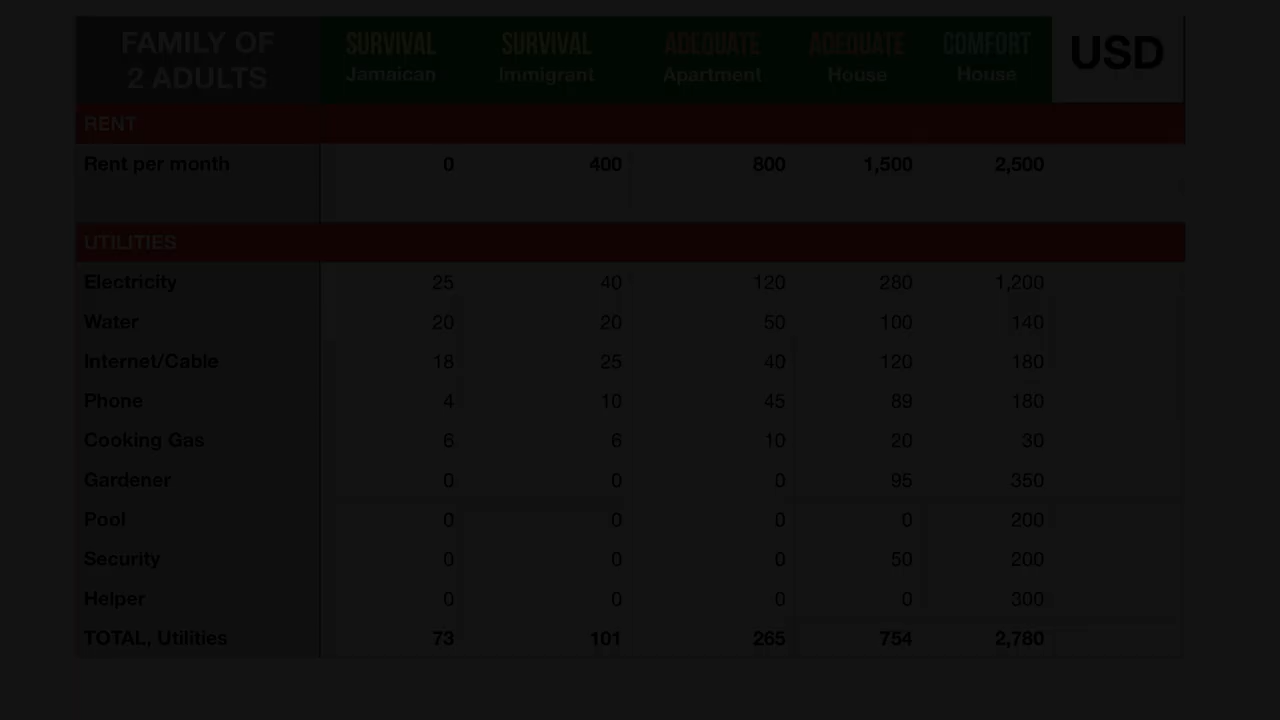 FAMILY OF
2 ADULTS
SURVIVAL SURVIVAL ADEQUATE ADEQUATE COMFORT USD
Jamaican Immigrant Apartment House House
RENT
Rent per month 0 400 800 1,500 2,500
UTILITIES
Electricity 25 40 120 280 1,200
Water 20 20 50 100 140
Internet/Cable 18 25 40 120 180
Phone 4 10 45 89 180
Cooking Gas 6 6 10 20 30
Gardener 0 0 0 95 350
Pool 0 0 0 0 200
Security 0 0 0 50 200
Helper 0 0 0 0 300
TOTAL, Utilities 73 101 265 754 2,780